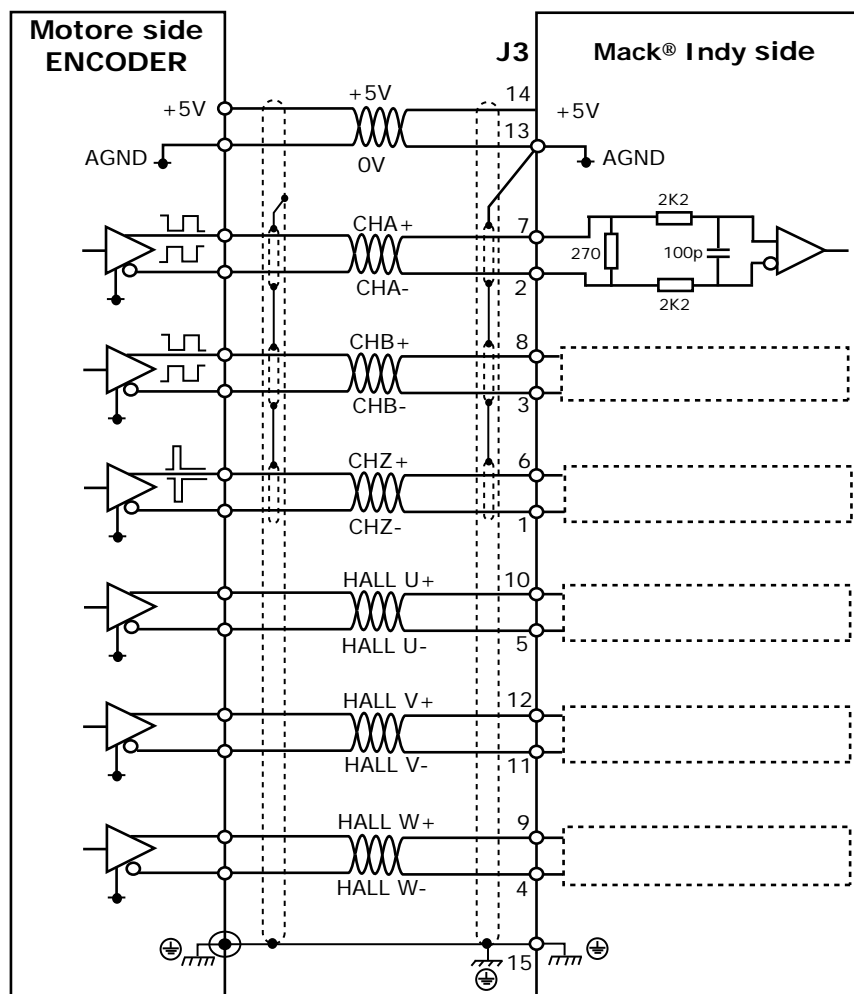 Motore side
ENCODER
J3
Mack® Indy side
+5V
+5V
14
+5V
13
AGND
0V
AGND
CHA+
7
2K2
270
100p
CHA-
2
2K2
CHB+
8
CHB-
3
CHZ+
6
CHZ-
1
HALL U+
10
HALL U-
5
HALL V+
12
HALL V-
11
HALL W+
9
HALL W-
4
15